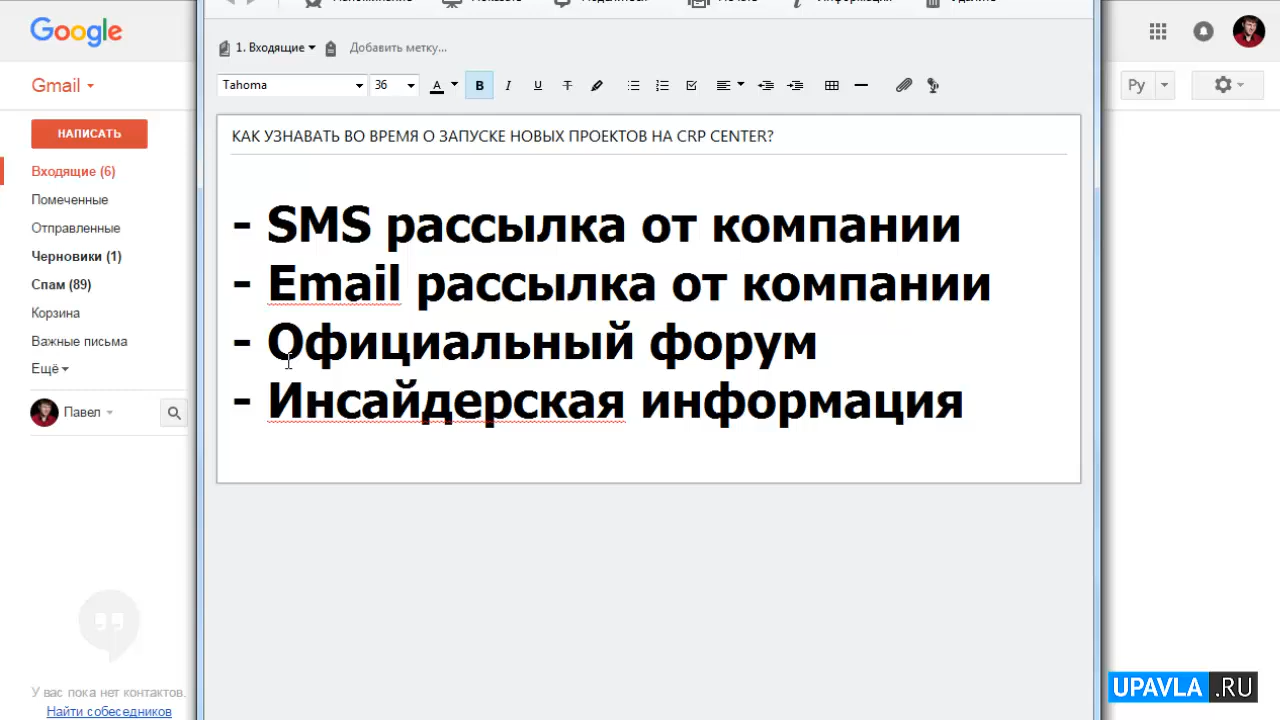 Google
Gmail
НАПИСАТЬ
Входящие (6)
Помеченные
Отправленные
Черновики (1)
Спам (89)
Корзина
Важные письма
Ещё
Павел
У вас пока нет контактов.
Найти собеседников
1. Входящие
Добавить метку...
Tahoma
36
A B I U T
КАК УЗНАВАТЬ ВО ВРЕМЯ О ЗАПУСКЕ НОВЫХ ПРОЕКТОВ НА CRP CENTER?
- SMS рассылка от компании
- Email рассылка от компании
- Официальный форум
- Инсайдерская информация
Ру
UPAVLA.RU